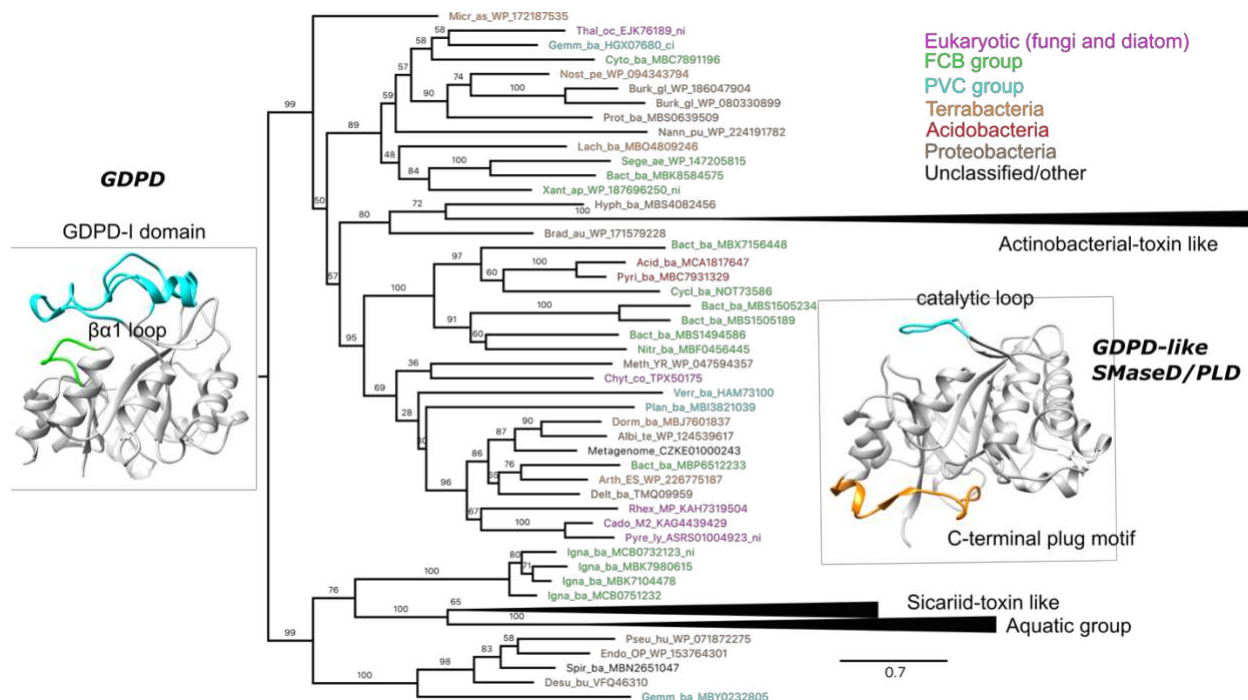 Micr_as_WP_172187535
Thal_oc_EJK76189_ni
Gemm_ba_HGX07680_ci
Cyto_ba_MBC7891196
Nost_pe_WP_094343794
Burk_gl_WP_186047904
Burk_gl_WP_080330899
Prot_ba_MBS0639509
Nann_pu_WP_224191782
Lach_ba_MBO4809246
Sege_ae_WP_147205815
Bact_ba_MBK8584575
Xant_ap_WP_187696250_ni
Hyph_ba_MBS4082456
Brad_au_WP_171579228
Bact_ba_MBX7156448
Acid_ba_MCA1817647
Pyri_ba_MBC7931329
Cycl_ba_NOT73586
Bact_ba_MBS1505234
Bact_ba_MBS1505189
Bact_ba_MBS1494586
Nitr_ba_MBF0456445
Meth_YR_WP_047594357
Chyt_co_TPX50175
Verr_ba_HAM73100
Plan_ba_MBI3821039
Dorm_ba_MBJ7601837
Albi_te_WP_124539617
Metagenome_CZKE01000243
Bact_ba_MBP6512233
Arth_ES_WP_226775187
Delt_ba_TMQ09959
Rhex_MP_KAH7319504
Cado_M2_KAG4439429
Pyre_ly_ASRS01004923_ni
Igna_ba_MCB0732123_ni
Igna_ba_MBK7980615
Igna_ba_MBK7104478
Igna_ba_MCB0751232
Sicariid-toxin like
Aquatic group
Pseu_hu_WP_071872275
Endo_OP_WP_153764301
Spir_ba_MBN2651047
Desu_bu_VFQ46310
Gemm_ba_MBY0232805
Actinobacterial-toxin like
Eukaryotic (fungi and diatom)
FCB group
PVC group
Terrabacteria
Acidobacteria
Proteobacteria
Unclassified/other
GDPD
GDPD-I domain
βα1 loop
catalytic loop
GDPD-like
SMaseD/PLD
C-terminal plug motif
0.7
99
58
58
57
74
100
90
59
89
48
100
84
50
72
100
80
57
97
100
60
100
100
91
60
95
36
69
28
90
87
86
76
96
67
100
80
71
100
76
65
100
100
99
58
83
98
100